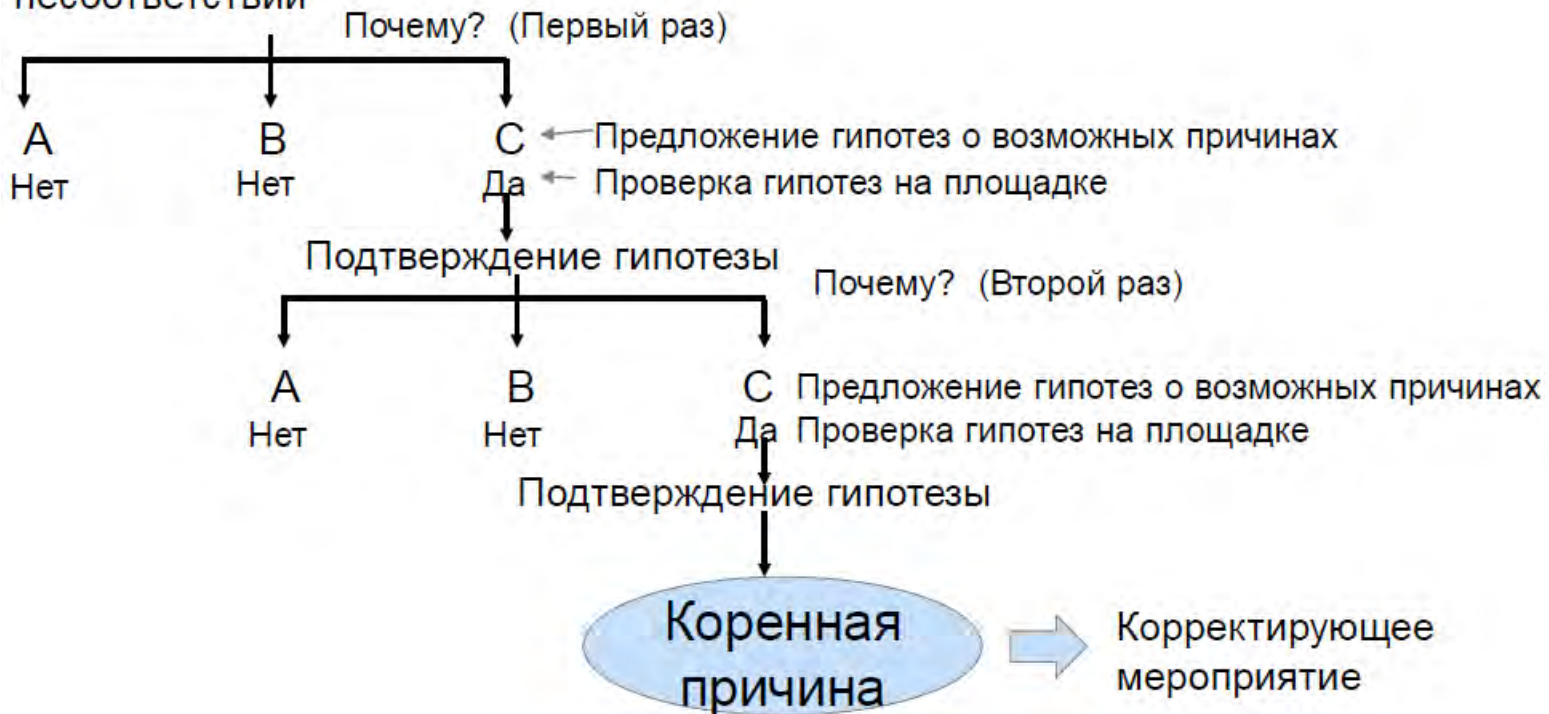 Почему? (Первый раз)
A B C Предложение гипотез о возможных причинах
Нет Нет Да Проверка гипотез на площадке
Подтверждение гипотезы
Почему? (Второй раз)
A B C Предложение гипотез о возможных причинах
Нет Нет Да Проверка гипотез на площадке
Подтверждение гипотезы
Коренная
причина
Корректирующее
мероприятие